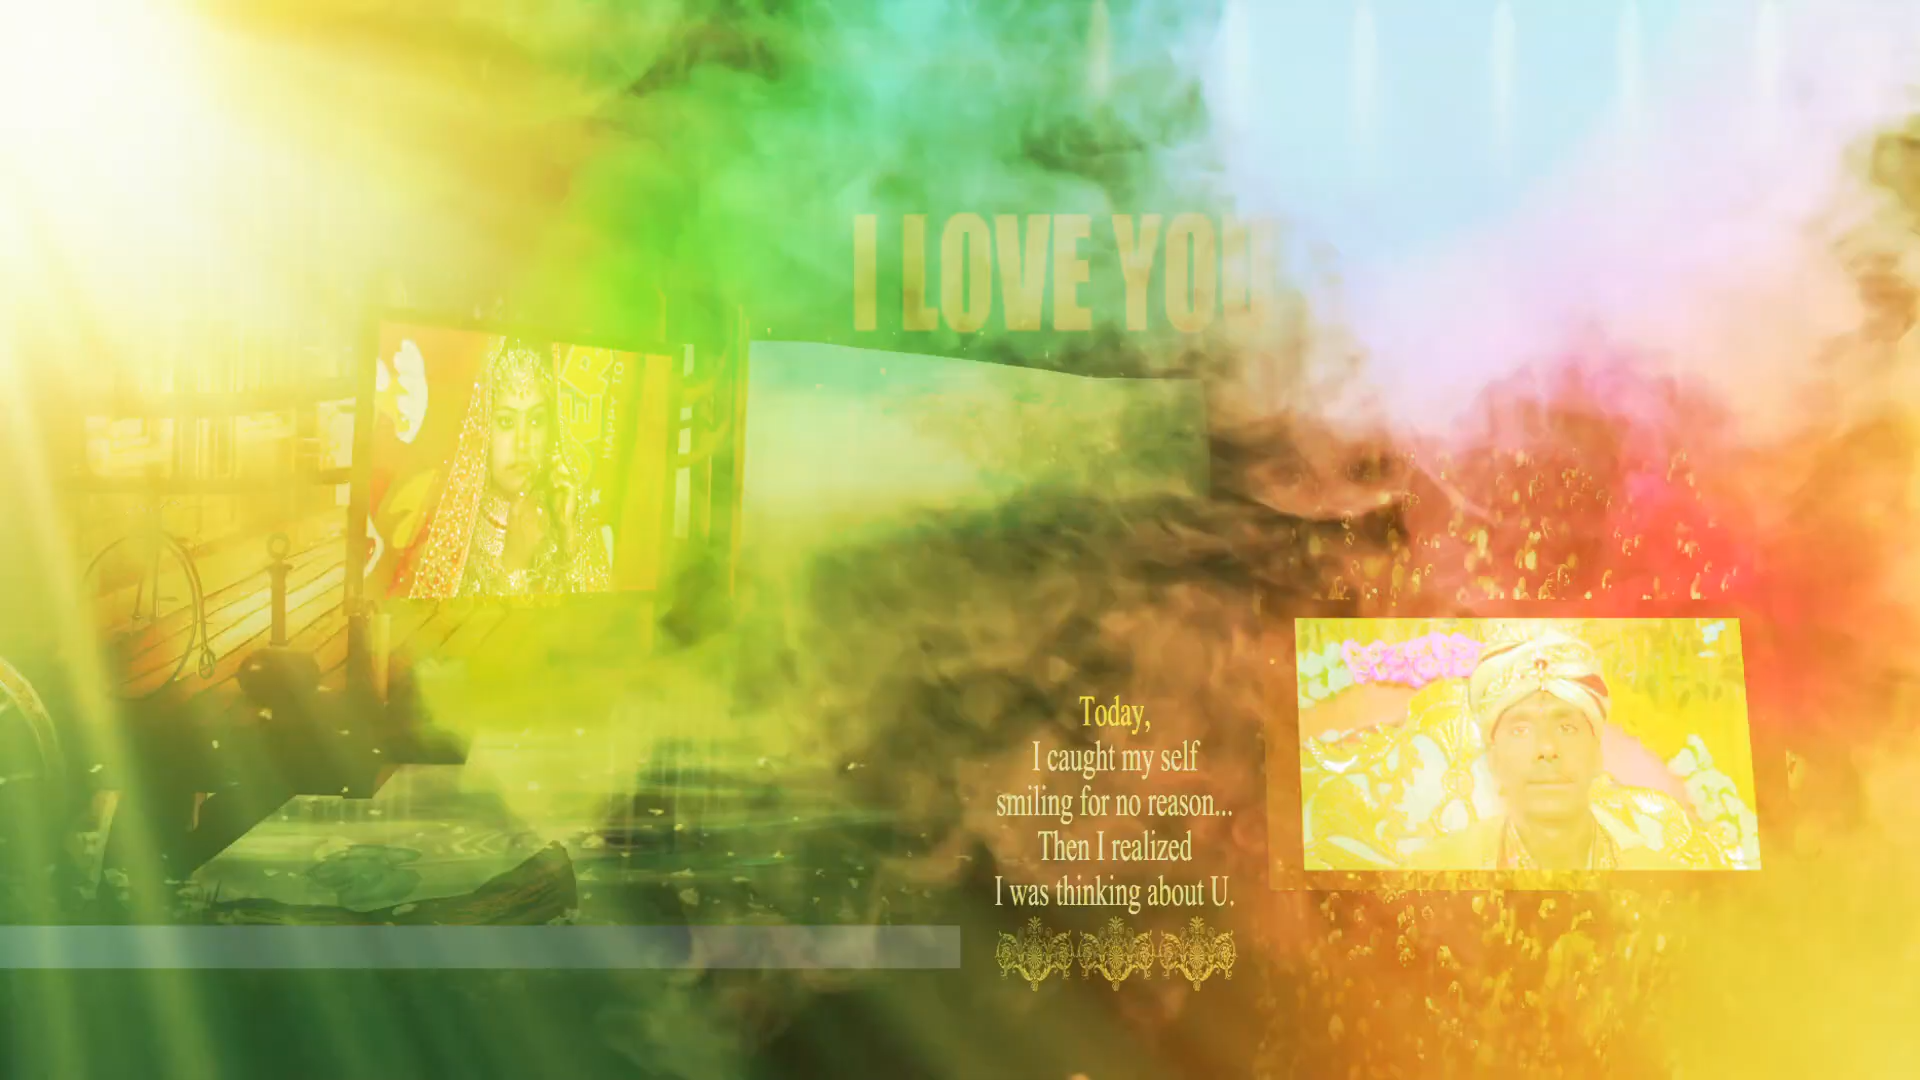 I LOVE YOU
Today,
I caught my self
smiling for no reason...
Then I realized
I was thinking about U.